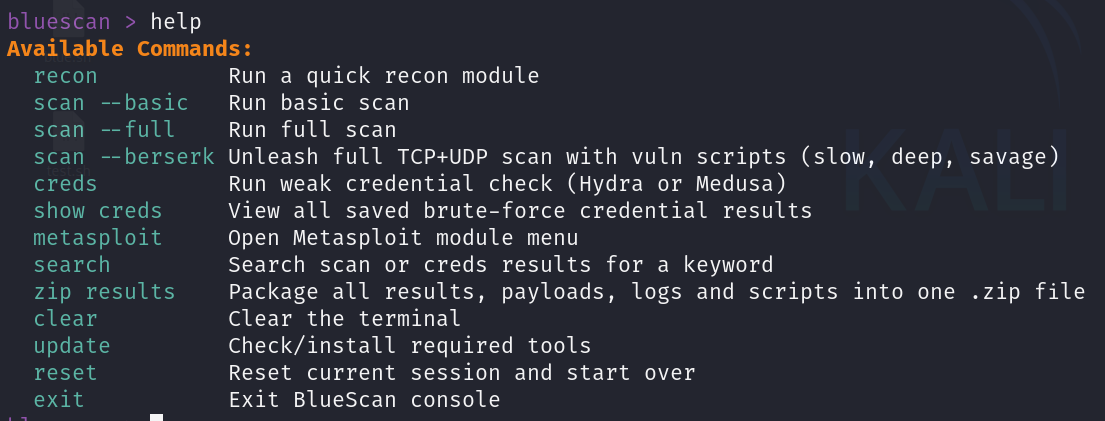 bluescan > help
Available Commands:
recon Run a quick recon module
scan --basic Run basic scan
scan --full Run full scan
scan --berserk Unleash full TCP+UDP scan with vuln scripts (slow, deep, savage)
creds Run weak credential check (Hydra or Medusa)
show creds View all saved brute-force credential results
metasploit Open Metasploit module menu
search Search scan or creds results for a keyword
zip results Package all results, payloads, logs and scripts into one .zip file
clear Clear the terminal
update Check/install required tools
reset Reset current session and start over
exit Exit BlueScan console
KALI